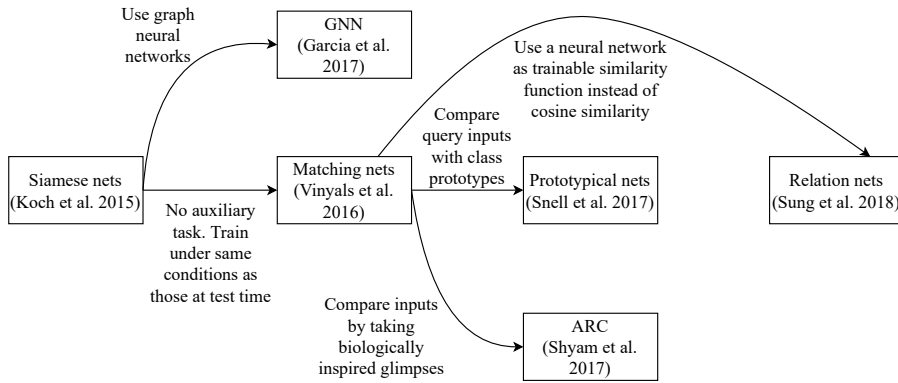 Use graph
neural
networks
GNN
(Garcia et al.
2017)
Use a neural network
as trainable similarity
function instead of
cosine similarity
Compare
query inputs
with class
prototypes
Siamese nets
(Koch et al. 2015)
Matching nets
(Vinyals et al.
2016)
Prototypical nets
(Snell et al. 2017)
Relation nets
(Sung et al. 2018)
No auxiliary
task. Train
under same
conditions as
those at test time
Compare inputs
by taking
biologically
inspired glimpses
ARC
(Shyam et al.
2017)